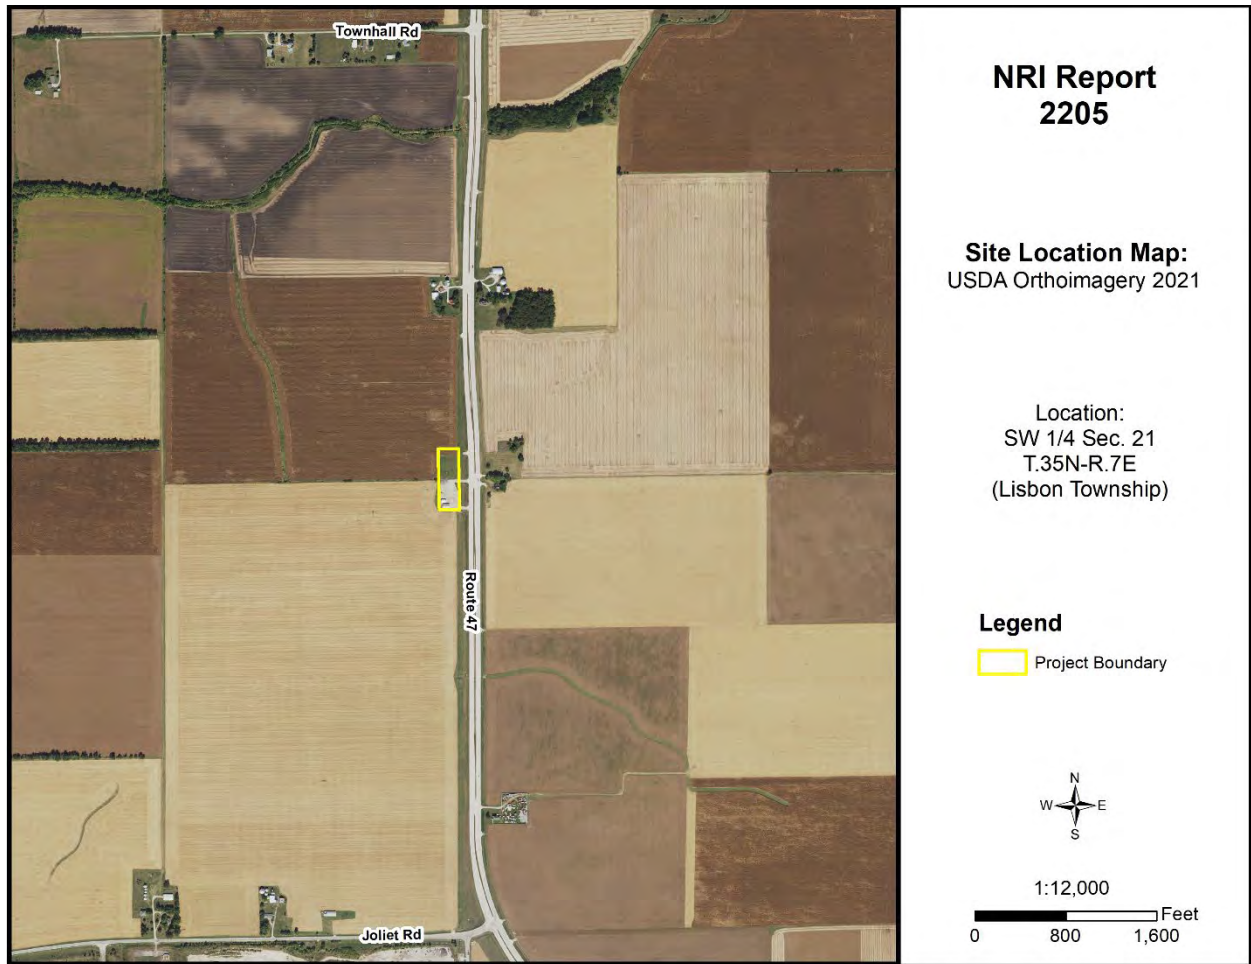 Townhall Rd
Route 47
Joliet Rd
NRI Report
2205
Site Location Map:
USDA Orthoimagery 2021
Location:
SW 1/4 Sec. 21
T.35N-R.7E
(Lisbon Township)
Legend
Project Boundary
N
W E
S
1:12,000
Feet
0 800 1,600